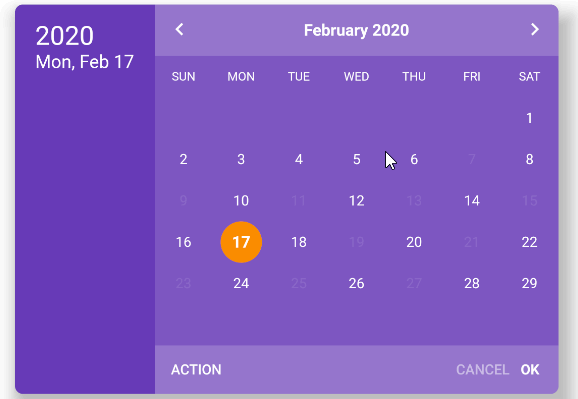 2020
Mon, Feb 17
February 2020
SUN MON TUE WED THU FRI SAT
1
2 3 4 5 6 7 8
9 10 11 12 13 14 15
16 17 18 19 20 21 22
23 24 25 26 27 28 29
ACTION CANCEL OK